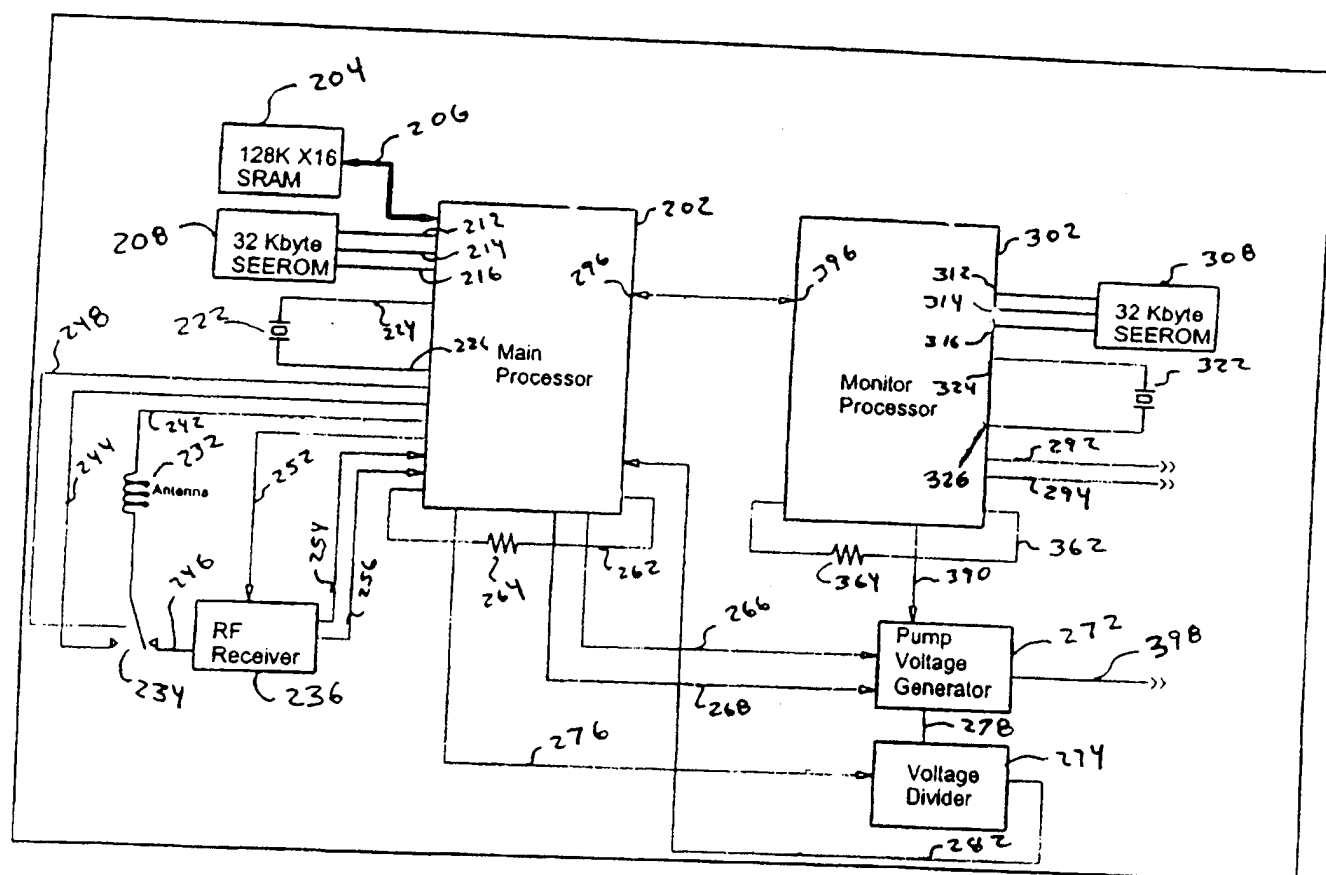 204
206
128K X16
SRAM
202
208
32 Kbyte
SEEROM
212
214
216
302
308
296
396
312
314
316
32 Kbyte
SEEROM
248
222
224
226
Main
Processor
Monitor
Processor
324
322
326
242
244
232
Antenna
252
254
256
292
294
264
262
364
362
390
246
RF
Receiver
234
236
266
268
Pump
Voltage
Generator
272
398
276
278
Voltage
Divider
274
282